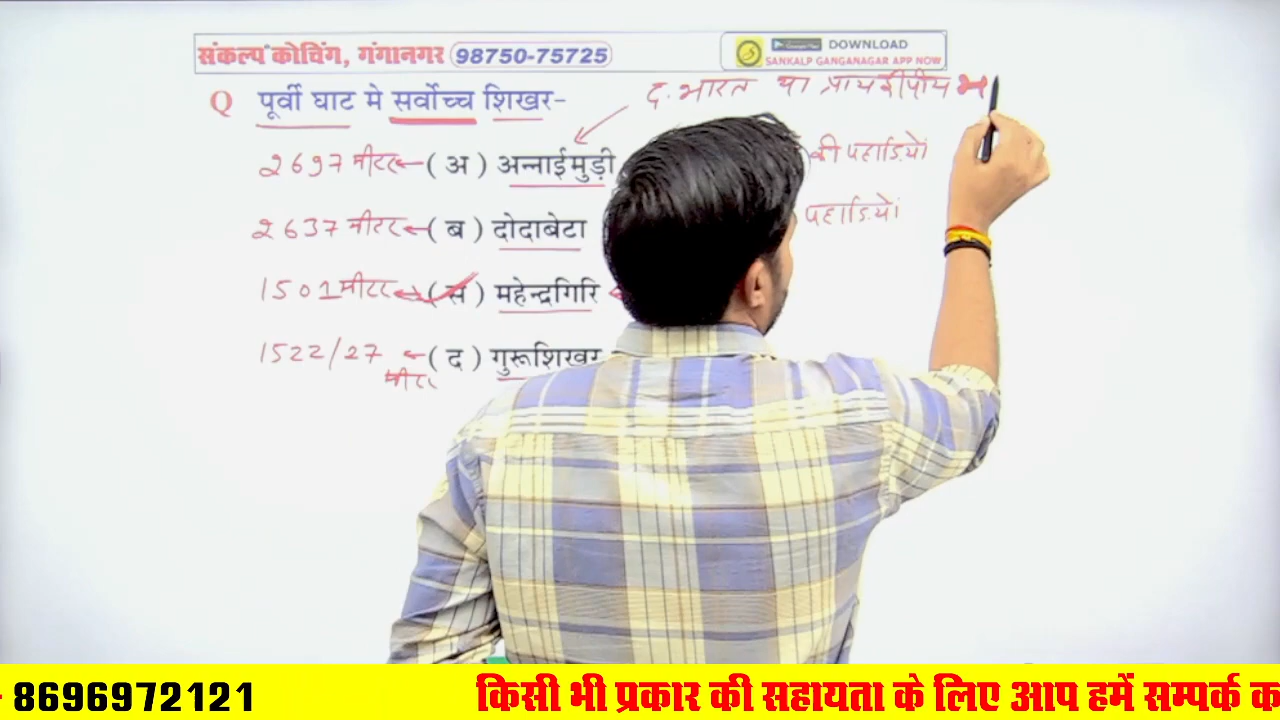 संकल्प कोचिंग, गंगानगर 98750-75725
DOWNLOAD
SANKALP GANGANAGAR APP NOW
द. भारत या प्रायद्वीपीय
Q पूर्वी घाट मे सर्वोच्च शिखर-
2697 मीटर ← (अ) अन्नाईमुड़ी
की पहाडियों
2637 मीटर ← (ब) दोदाबेटा
पहाडियों
1501 मीटर ← (स) महेन्द्रगिरि
1522/27 मीटर ← (द) गुरूशिखर
8696972121 किसी भी प्रकार की सहायता के लिए आप हमें सम्पर्क क